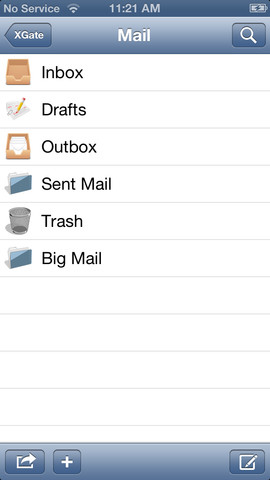 No Service 11:21 AM
XGate Mail
Inbox
Drafts
Outbox
Sent Mail
Trash
Big Mail